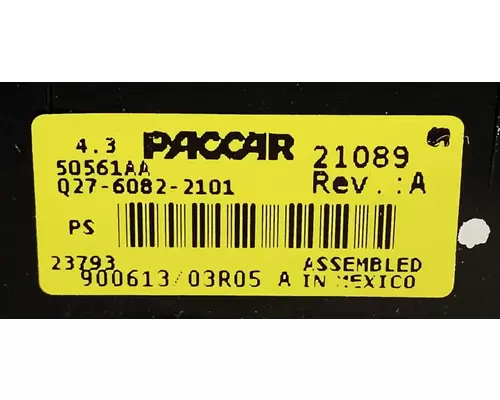 4.3 PACCAR 21089
50561AA
Q27-6082-2101 Rev.:A
PS
23793 ASSEMBLED
900613/03R05 A IN MEXICO